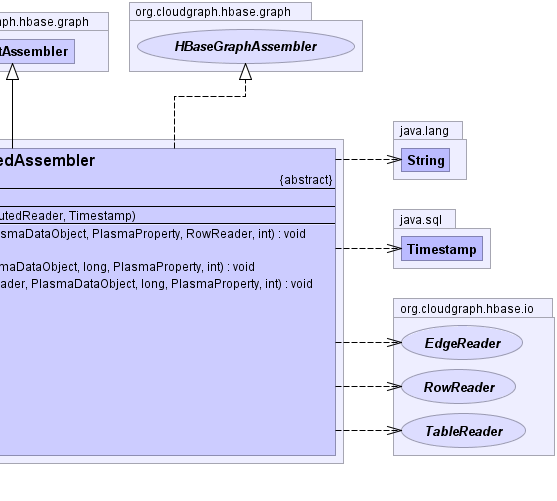 ph.hbase.graph
org.cloudgraph.hbase.graph
tAssembler
HBaseGraphAssembler
java.lang
String
edAssembler
{abstract}
utedReader, Timestamp)
asmaDataObject, PlasmaProperty, RowReader, int) : void
java.sql
Timestamp
maDataObject, long, PlasmaProperty, int) : void
ader, PlasmaDataObject, long, PlasmaProperty, int) : void
org.cloudgraph.hbase.io
EdgeReader
RowReader
TableReader